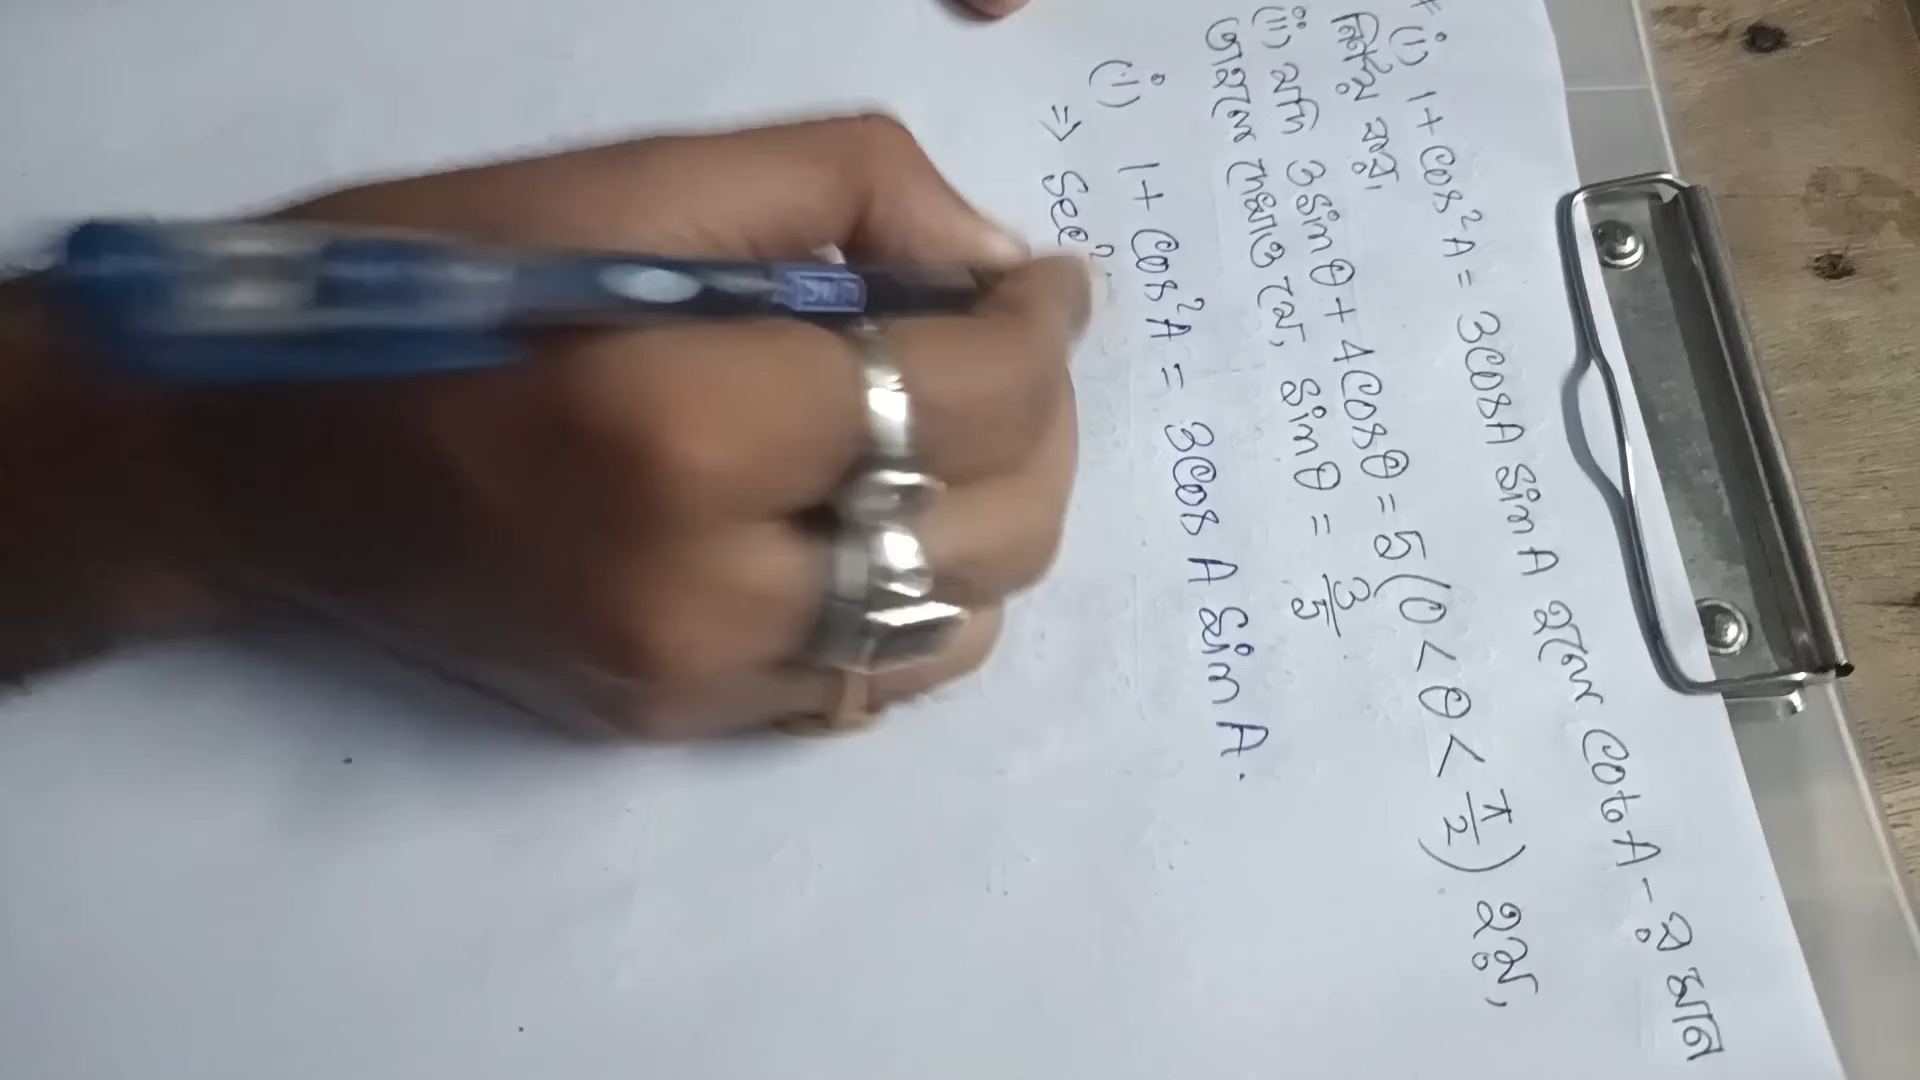 (i) 1 + cos²A = 3cosA sinA হলে cotA-র মান
নির্ণয় কর।
(ii) যদি 3sinθ + 4cosθ = 5 (0 < θ < π/2) হয়,
তাহলে দেখাও যে, sinθ = 3/5
(i) 1 + cos²A = 3cos A sin A.
⇒ Sec²